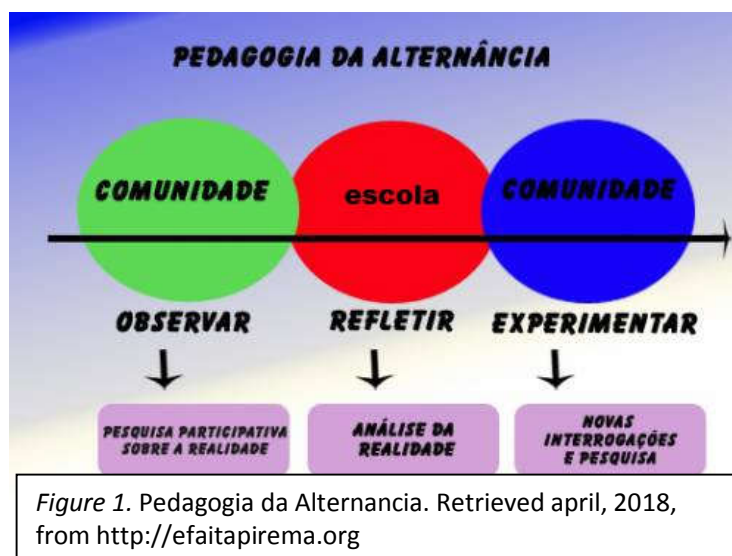 PEDAGOGIA DA ALTERNÂNCIA
COMUNIDADE
escola
COMUNIDADE
OBSERVAR
REFLETIR
EXPERIMENTAR
PESQUISA PARTICIPATIVA
SOBRE A REALIDADE
ANÁLISE DA
REALIDADE
NOVAS
INTERROGAÇÕES
E PESQUISA
Figure 1. Pedagogia da Alternancia. Retrieved april, 2018,
from http://efaitapirema.org